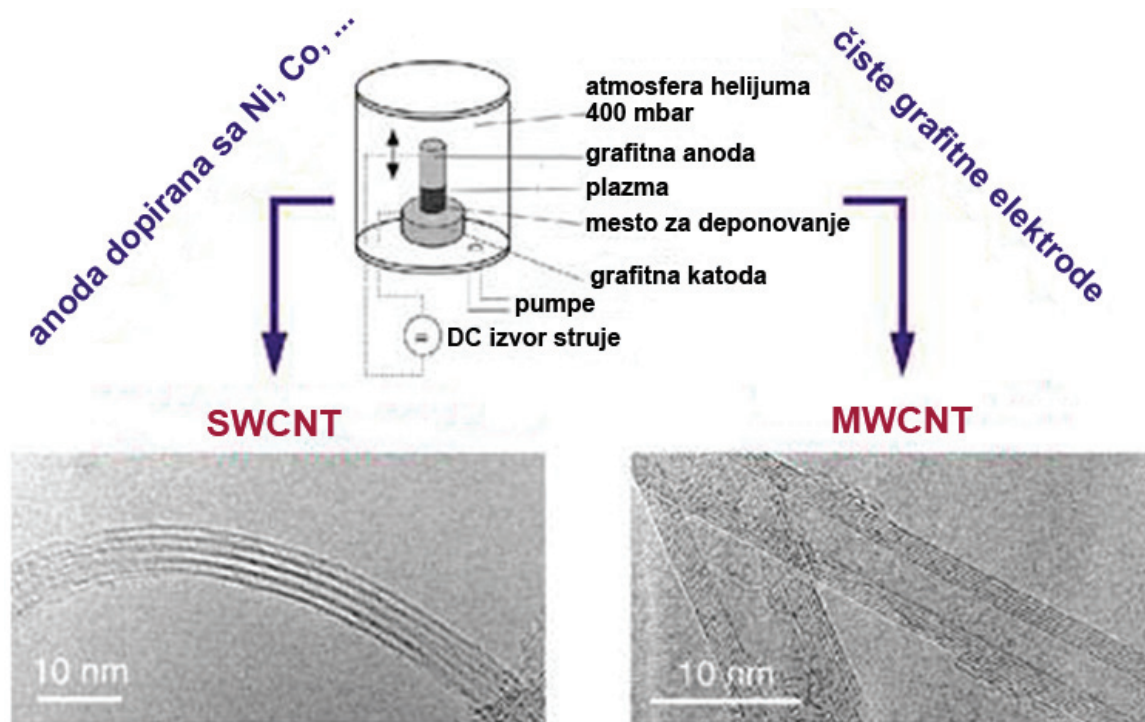 anoda dopirana sa Ni, Co, ...
čiste grafitne elektrode
atmosfera helijuma
400 mbar
grafitna anoda
plazma
mesto za deponovanje
grafitna katoda
pumpe
=
DC izvor struje
SWCNT
MWCNT
10 nm
10 nm